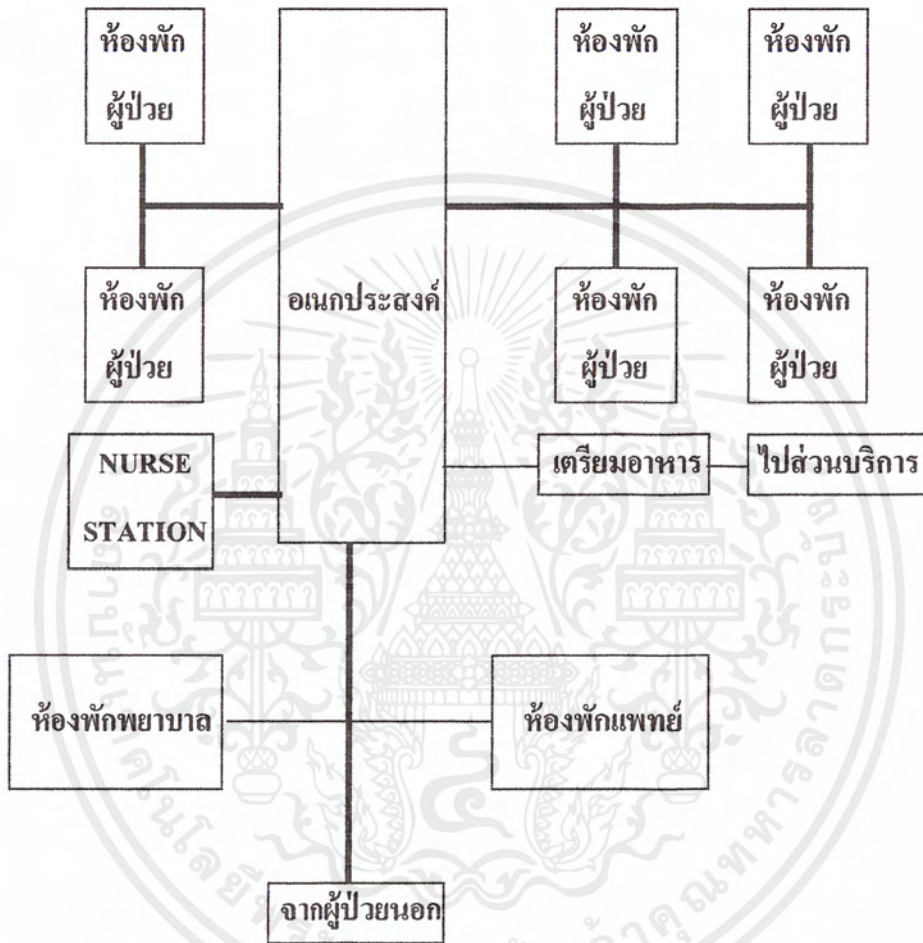 ห้องพัก
ผู้ป่วย
ห้องพัก
ผู้ป่วย
ห้องพัก
ผู้ป่วย
ห้องพัก
ผู้ป่วย
อเนกประสงค์
ห้องพัก
ผู้ป่วย
ห้องพัก
ผู้ป่วย
NURSE
STATION
เตรียมอาหาร
ไปส่วนบริการ
ห้องพักพยาบาล
ห้องพักแพทย์
จากผู้ป่วยนอก